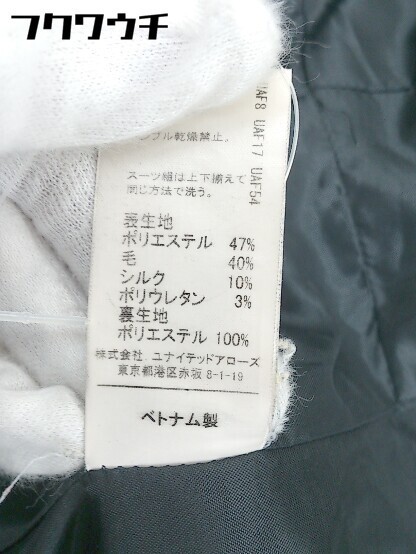 フクワウチ
UAF8 UAF17 UAF54
ンブル乾燥禁止。
スーツ組は上下揃えて
同じ方法で洗う。
表生地
ポリエステル 47%
毛 40%
シルク 10%
ポリウレタン 3%
裏生地
ポリエステル 100%
株式会社.ユナイテッドアローズ
東京都港区赤坂8-1-19
ベトナム製